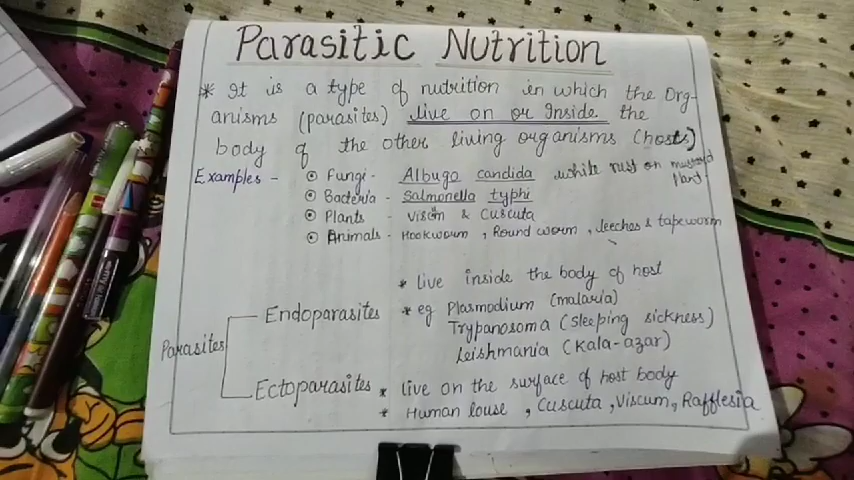 Parasitic Nutrition
* It is a type of nutrition in which the Org-
anisms (parasites) live on or inside the
body of the other living organisms (hosts)
Examples - ⊙ Fungi - Albugo candida white rust on mustard
plant
⊙ Bacteria - Salmonella typhi
⊙ Plants - Viscum & Cuscuta
⊙ Animals - Hookworm, Round worm, leeches & tapeworm
* live inside the body of host
Endoparasites * eg Plasmodium (malaria)
Trypanosoma (Sleeping sickness)
Parasites Leishmania (Kala-azar)
Ectoparasites * live on the surface of host body
* Human louse, Cuscuta, Viscum, Rafflesia